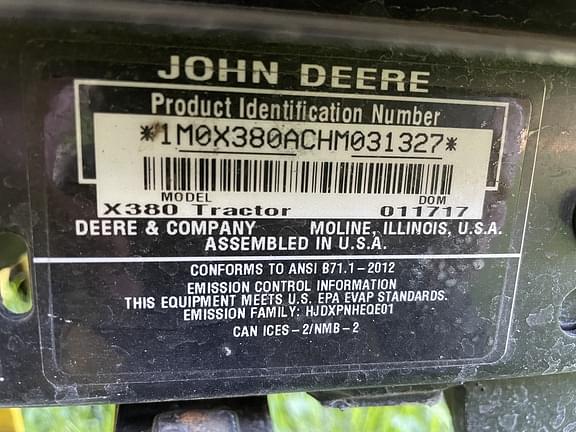 JOHN DEERE
Product Identification Number
*1M0X380ACHM031327*
MODEL DOM
X380 Tractor 011717
DEERE & COMPANY MOLINE, ILLINOIS, U.S.A.
ASSEMBLED IN U.S.A.
CONFORMS TO ANSI B71.1-2012
EMISSION CONTROL INFORMATION
THIS EQUIPMENT MEETS U.S. EPA EVAP STANDARDS.
EMISSION FAMILY: HJDXPNHEQE01
CAN ICES-2/NMB-2